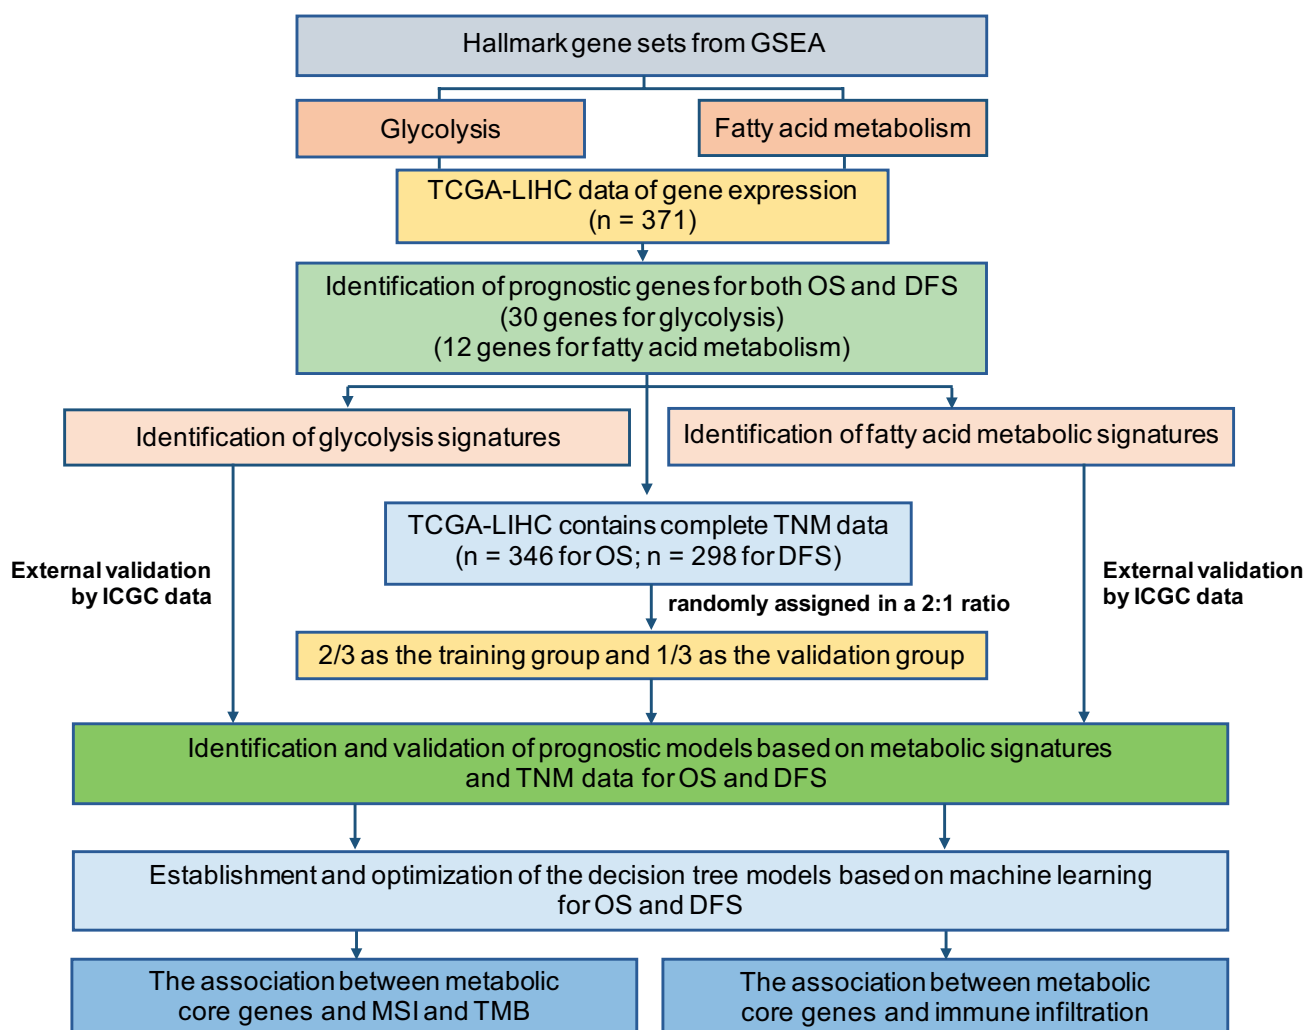 Hallmark gene sets from GSEA
Glycolysis
Fatty acid metabolism
TCGA-LIHC data of gene expression
(n = 371)
Identification of prognostic genes for both OS and DFS
(30 genes for glycolysis)
(12 genes for fatty acid metabolism)
Identification of glycolysis signatures
Identification of fatty acid metabolic signatures
TCGA-LIHC contains complete TNM data
(n = 346 for OS; n = 298 for DFS)
External validation
by ICGC data
External validation
by ICGC data
randomly assigned in a 2:1 ratio
2/3 as the training group and 1/3 as the validation group
Identification and validation of prognostic models based on metabolic signatures
and TNM data for OS and DFS
Establishment and optimization of the decision tree models based on machine learning
for OS and DFS
The association between metabolic
core genes and MSI and TMB
The association between metabolic
core genes and immune infiltration